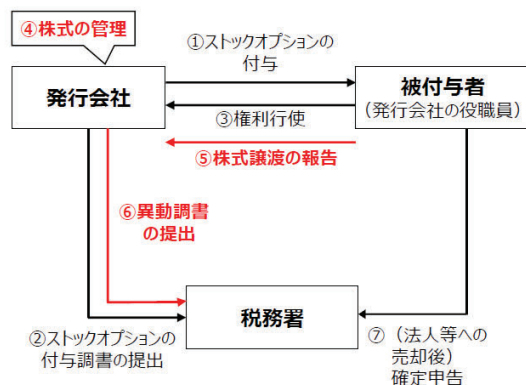 ④株式の管理
①ストックオプションの
付与
発行会社
被付与者
(発行会社の役職員)
③権利行使
⑤株式譲渡の報告
⑥異動調書
の提出
税務署
②ストックオプションの
付与調書の提出
⑦（法人等への
売却後）
確定申告